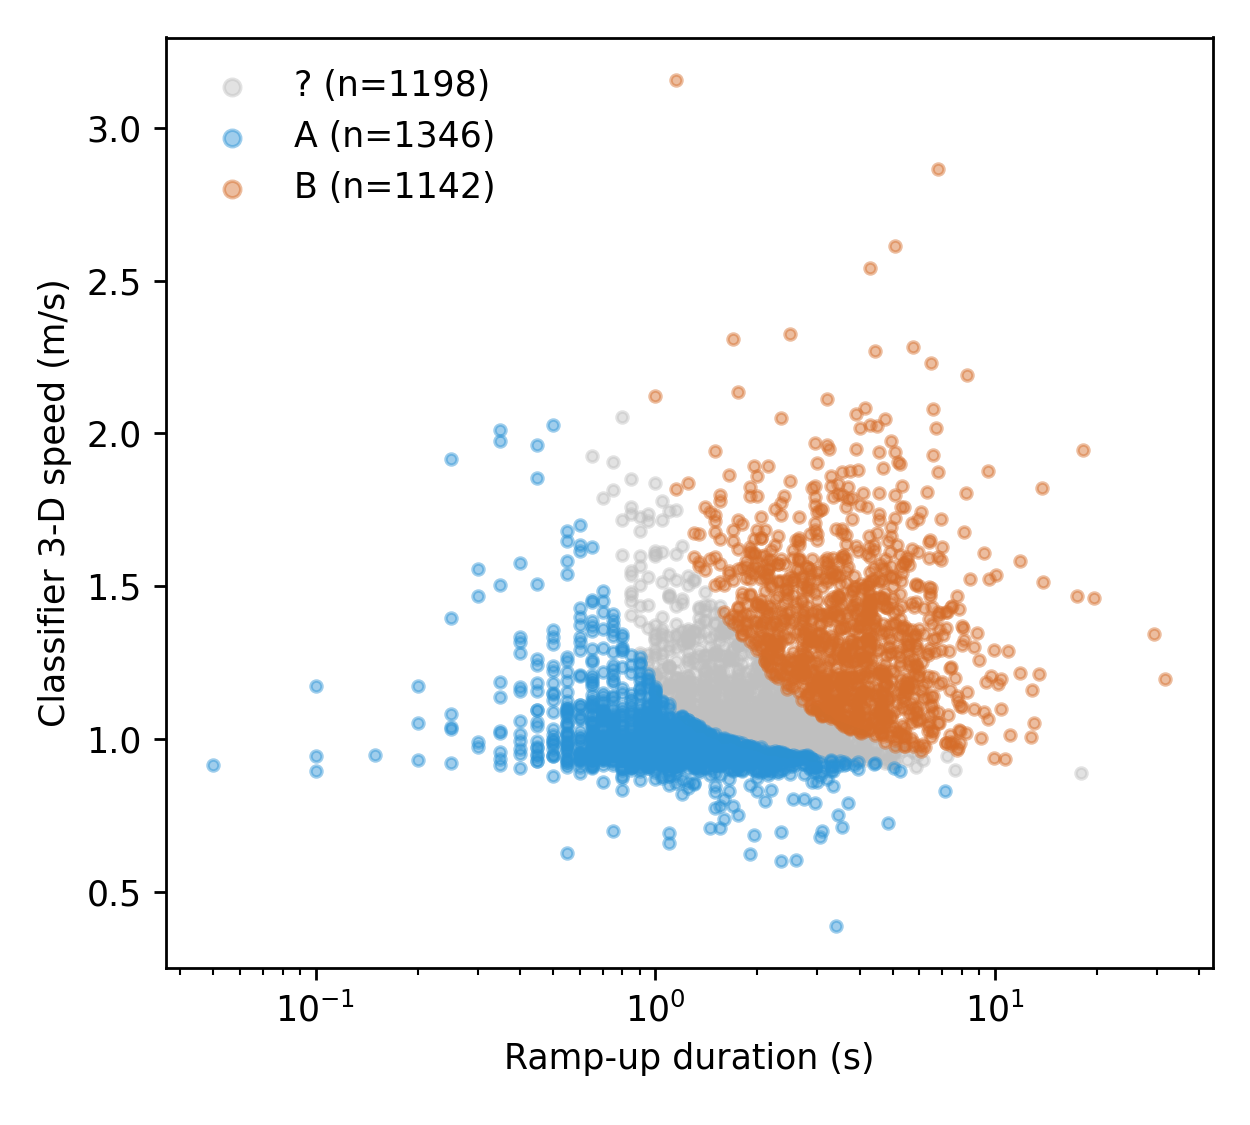 ? (n=1198)
A (n=1346)
B (n=1142)
3.0
2.5
2.0
1.5
1.0
0.5
Classifier 3-D speed (m/s)
10⁻¹ 10⁰ 10¹
Ramp-up duration (s)